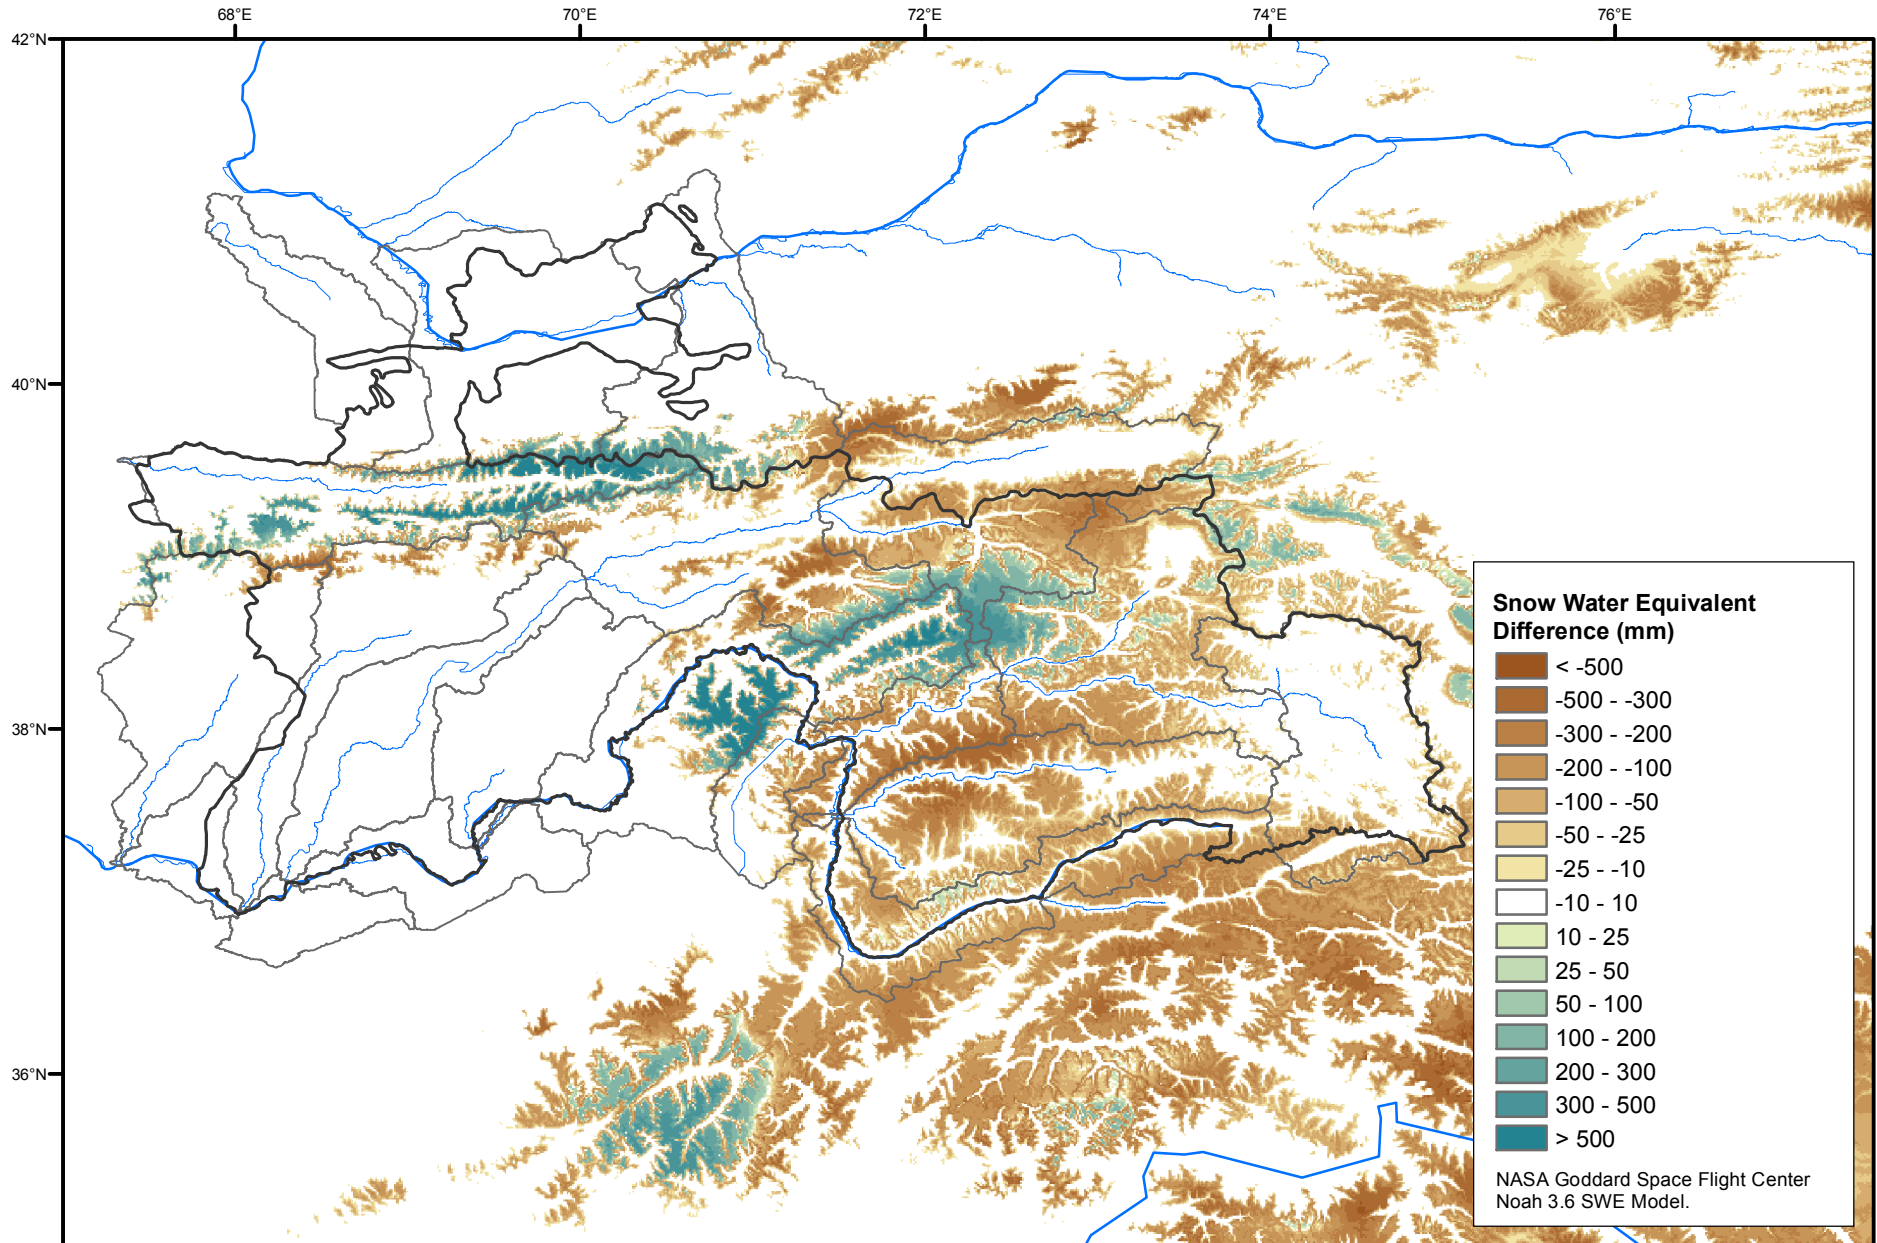 68°E
70°E
72°E
74°E
76°E
42°N
40°N
38°N
36°N
Snow Water Equivalent
Difference (mm)
< -500
-500 - -300
-300 - -200
-200 - -100
-100 - -50
-50 - -25
-25 - -10
-10 - 10
10 - 25
25 - 50
50 - 100
100 - 200
200 - 300
300 - 500
> 500
NASA Goddard Space Flight Center
Noah 3.6 SWE Model.